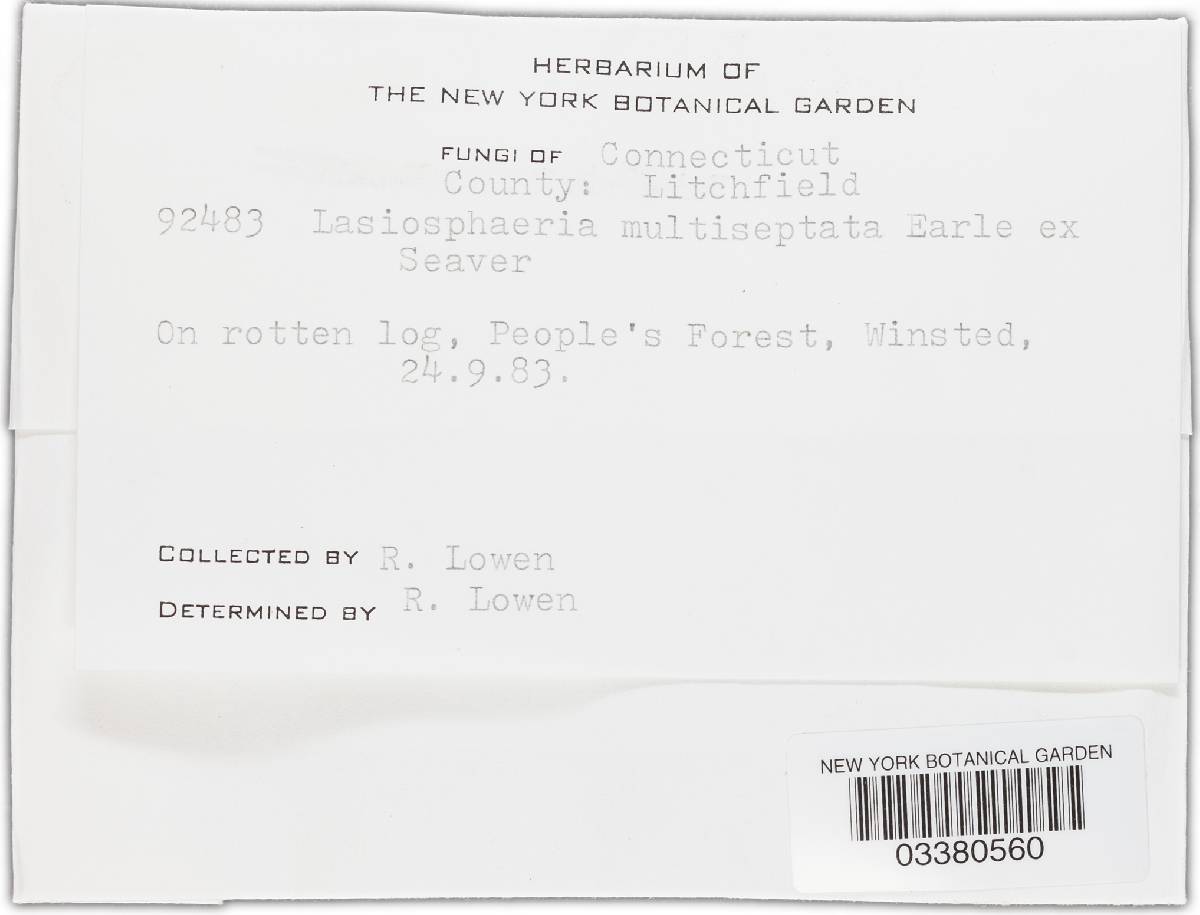 HERBARIUM OF
THE NEW YORK BOTANICAL GARDEN
FUNGI OF Connecticut
County: Litchfield
92483 Lasiosphaeria multiseptata Earle ex
Seaver
On rotten log, People's Forest, Winsted,
24.9.83.
COLLECTED BY R. Lowen
DETERMINED BY R. Lowen
NEW YORK BOTANICAL GARDEN
03380560